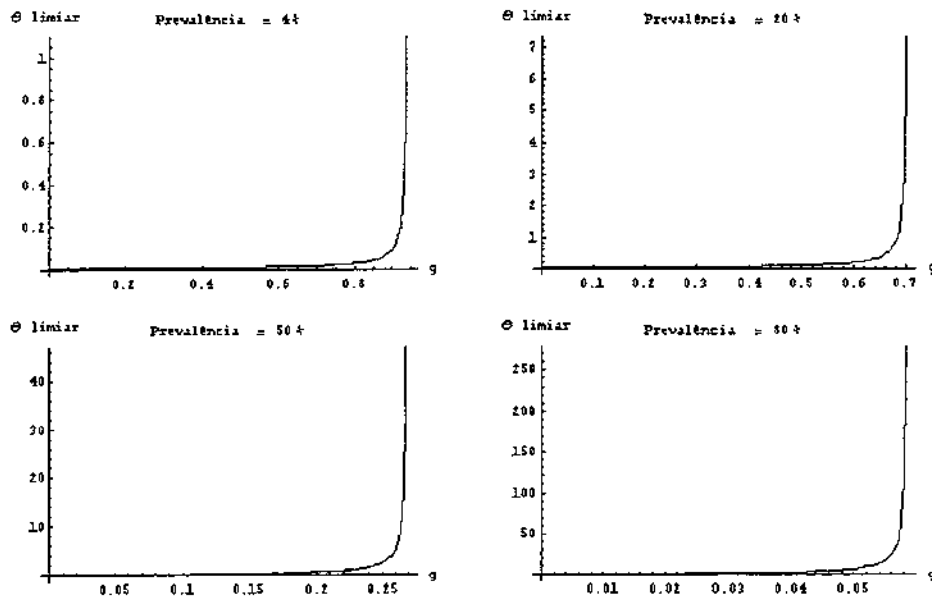 θ limiar
Prevalência = 4%
1
0.8
0.6
0.4
0.2
0.2 0.4 0.6 0.8 g
θ limiar
Prevalência = 20%
7
6
5
4
3
2
1
0.1 0.2 0.3 0.4 0.5 0.6 0.7 g
θ limiar
Prevalência = 50%
40
30
20
10
0.05 0.1 0.15 0.2 0.25 g
θ limiar
Prevalência = 80%
250
200
150
100
50
0.01 0.02 0.03 0.04 0.05 g